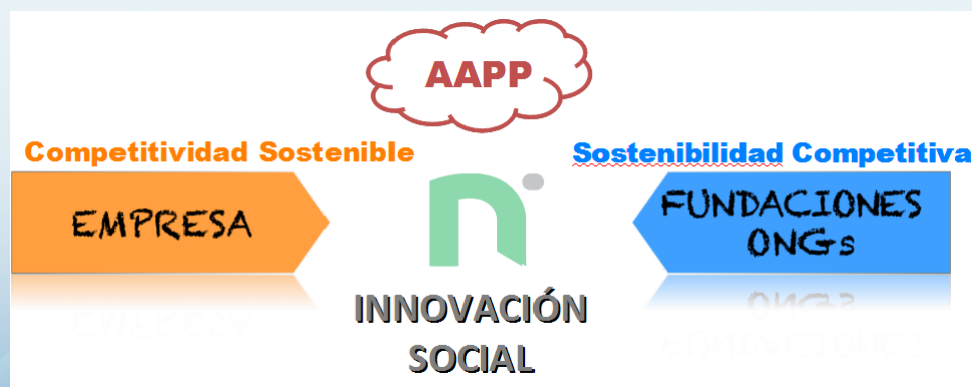 AAPP
Competitividad Sostenible
Sostenibilidad Competitiva
EMPRESA
FUNDACIONES
ONGs
n
INNOVACIÓN
SOCIAL